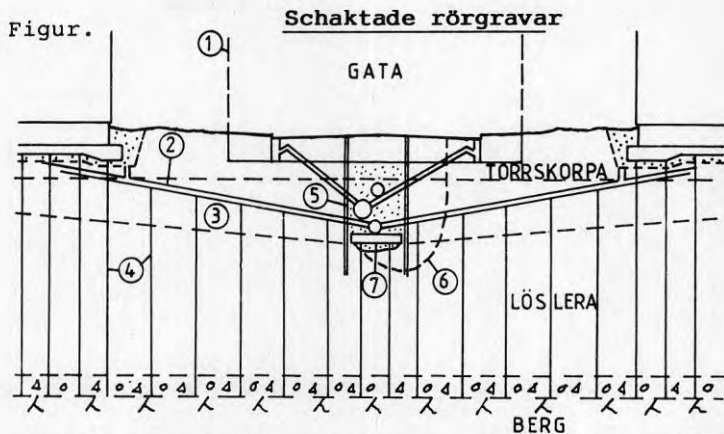 Schaktade rörgravar
Figur.
1
GATA
2
TORRSKORPA
5
3
4
6
7
LÖS LERA
BERG